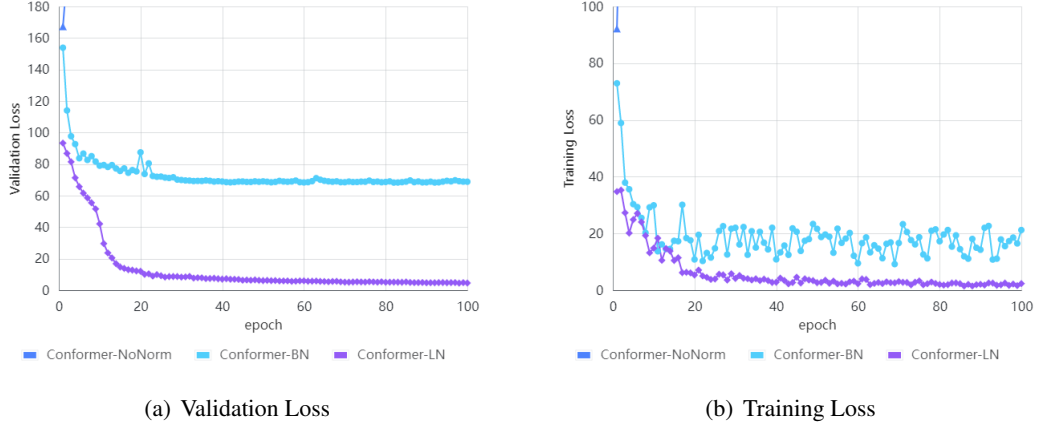 180
160
140
120
100
80
60
40
20
0
Validation Loss
0 20 40 60 80 100
epoch
Conformer-NoNorm Conformer-BN Conformer-LN
(a) Validation Loss
100
80
60
40
20
0
Training Loss
0 20 40 60 80 100
epoch
Conformer-NoNorm Conformer-BN Conformer-LN
(b) Training Loss